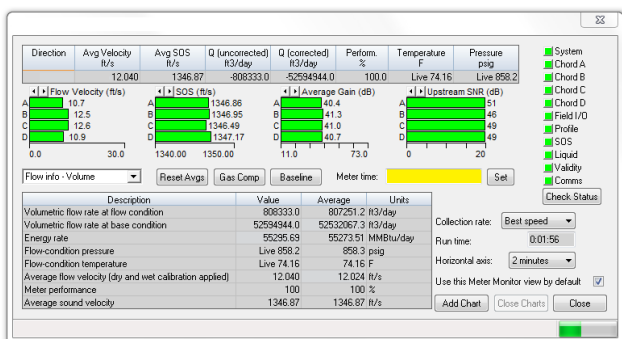 Direction Avg Velocity ft/s Avg SOS ft/s Q (uncorrected) ft3/day Q (corrected) ft3/day Perform. % Temperature F Pressure psig
12.040 1346.87 -808333.0 -52594944.0 100.0 Live 74.16 Live 858.2
Flow Velocity (ft/s) SOS (ft/s) Average Gain (dB) Upstream SNR (dB)
A 10.7 A 1346.86 A 40.4 A 51
B 12.5 B 1346.95 B 41.3 B 46
C 12.6 C 1346.49 C 41.0 C 49
D 10.9 D 1347.17 D 40.7 D 49
0.0 30.0 1340.00 1350.00 11.0 73.0 0 20
System
Chord A
Chord B
Chord C
Chord D
Field I/O
Profile
SOS
Liquid
Validity
Comms
Check Status
Flow info - Volume Reset Avgs Gas Comp Baseline Meter time: Set
Description Value Average Units
Volumetric flow rate at flow condition 808333.0 807251.2 ft3/day
Volumetric flow rate at base condition 52594944.0 52532067.3 ft3/day
Energy rate 55295.69 55273.51 MMBtu/day
Flow-condition pressure Live 858.2 858.3 psig
Flow-condition temperature Live 74.16 74.16 F
Average flow velocity (dry and wet calibration applied) 12.040 12.024 ft/s
Meter performance 100 100 %
Average sound velocity 1346.87 1346.87 ft/s
Collection rate: Best speed
Run time: 0:01:56
Horizontal axis: 2 minutes
Use this Meter Monitor view by default
Add Chart Close Charts Close